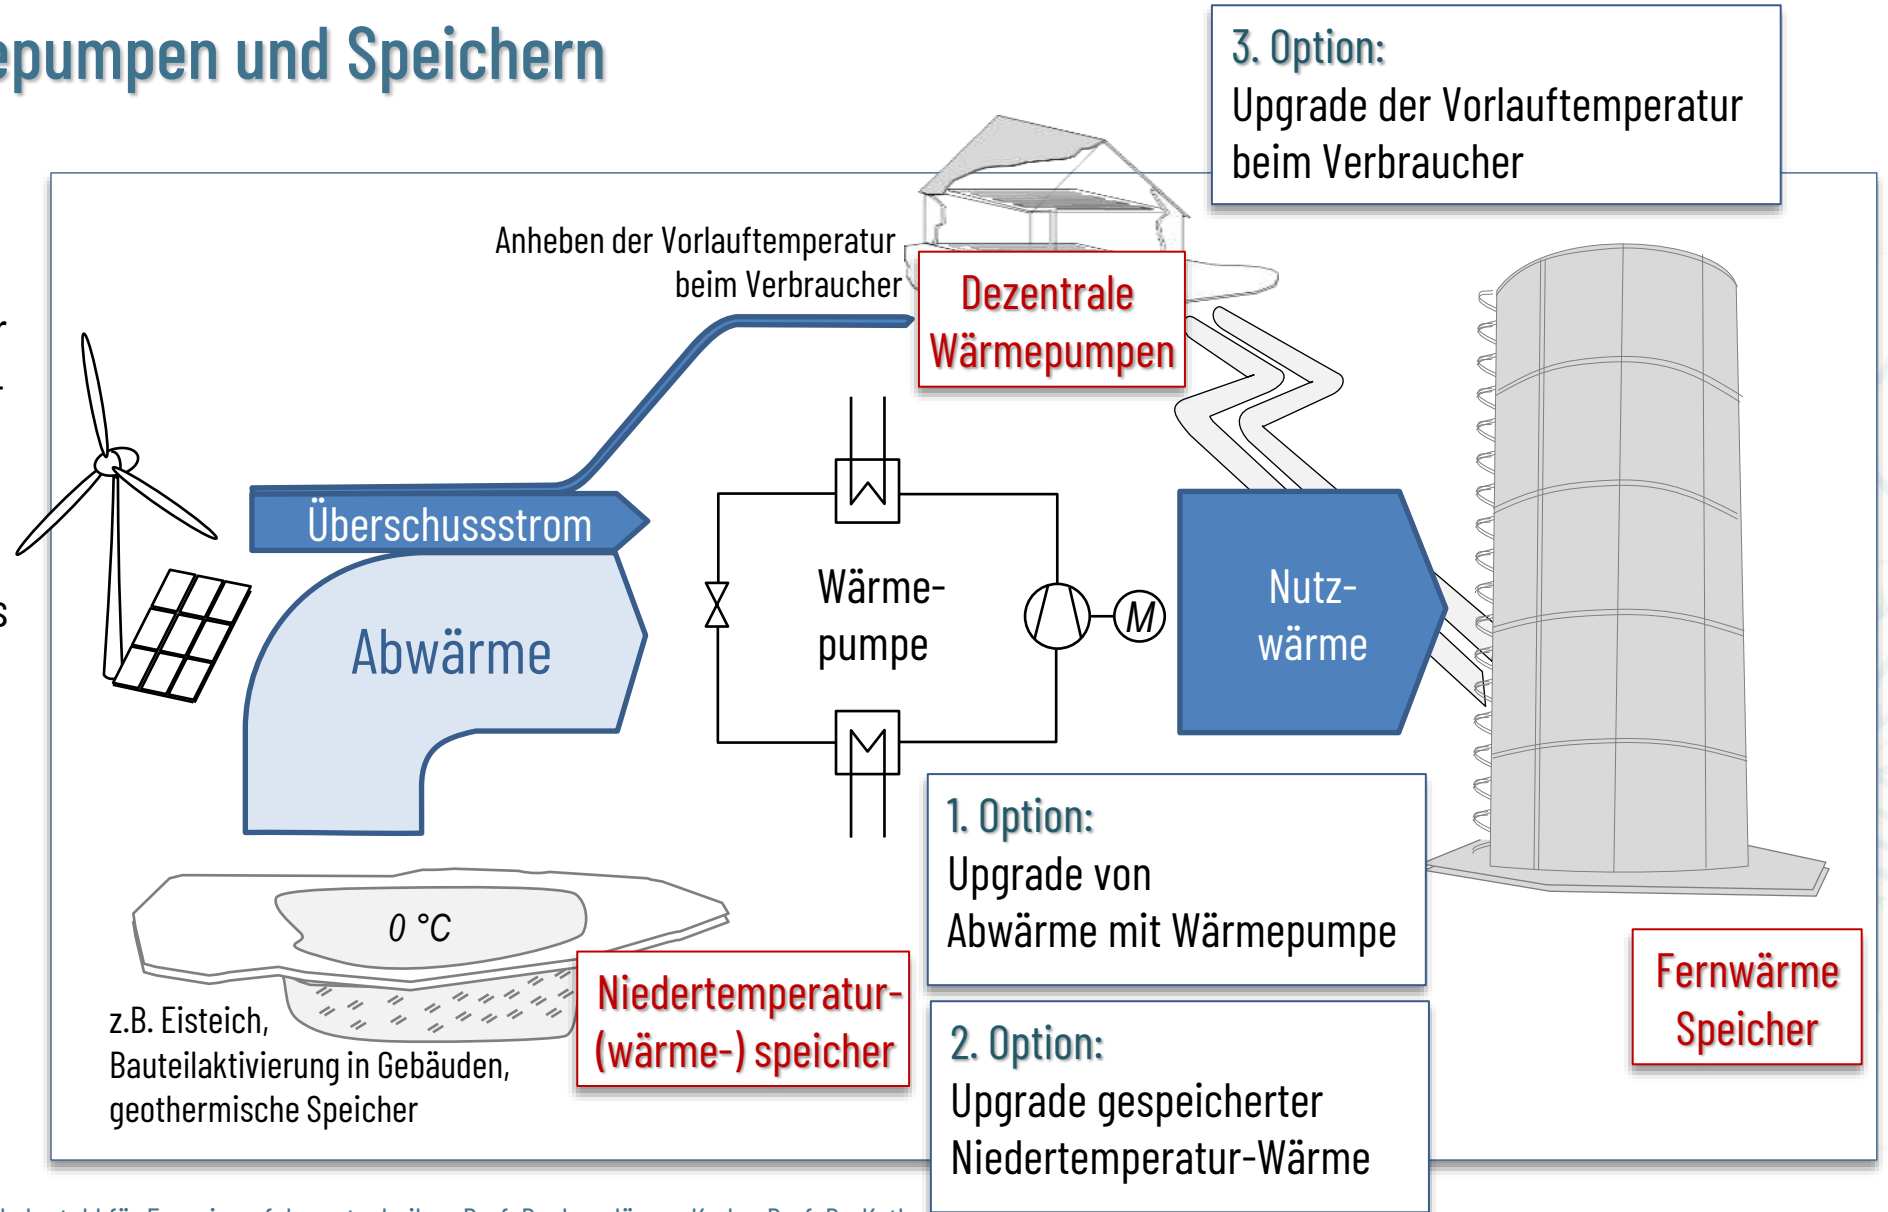 epumpen und Speichern
3. Option:
Upgrade der Vorlauftemperatur
beim Verbraucher
Anheben der Vorlauftemperatur
beim Verbraucher
Dezentrale
Wärmepumpen
r
s
Überschussstrom
Abwärme
Wärme-
pumpe
M
Nutz-
wärme
1. Option:
Upgrade von
Abwärme mit Wärmepumpe
0 °C
Niedertemperatur-
(wärme-) speicher
z.B. Eisteich,
Bauteilaktivierung in Gebäuden,
geothermische Speicher
2. Option:
Upgrade gespeicherter
Niedertemperatur-Wärme
Fernwärme
Speicher